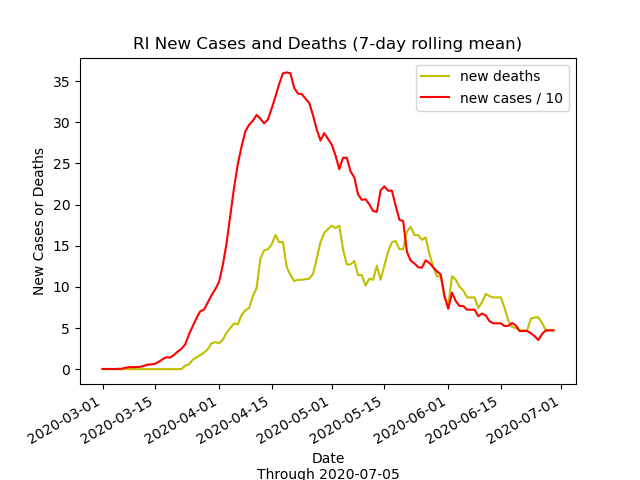 RI New Cases and Deaths (7-day rolling mean)
new deaths
new cases / 10
35
30
25
20
15
10
5
0
New Cases or Deaths
2020-03-01
2020-03-15
2020-04-01
2020-04-15
2020-05-01
2020-05-15
2020-06-01
2020-06-15
2020-07-01
Date
Through 2020-07-05